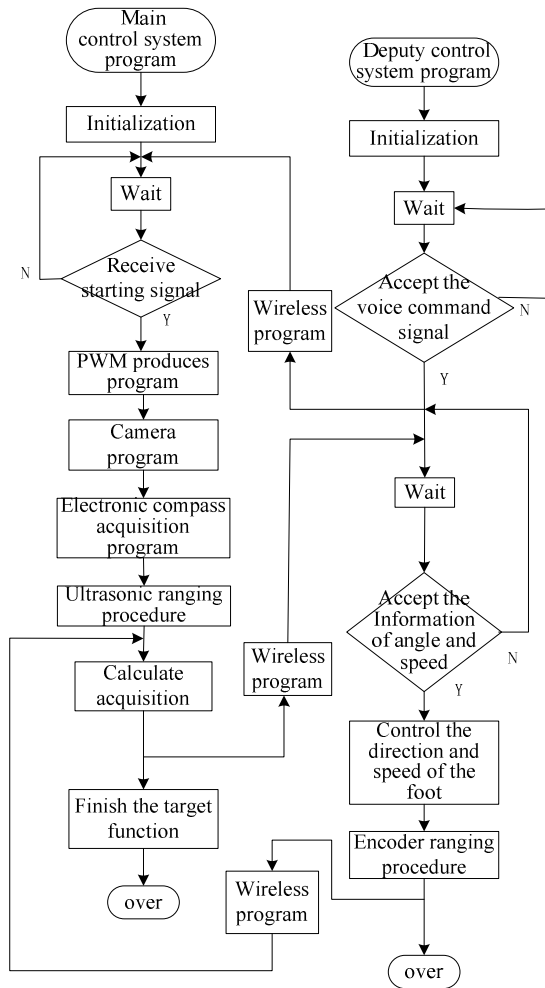 Main
control system
program
Initialization
Wait
N
Receive
starting signal
Y
PWM produces
program
Camera
program
Electronic compass
acquisition
program
Ultrasonic ranging
procedure
Calculate
acquisition
Finish the target
function
over
Wireless
program
Wireless
program
Wireless
program
Deputy control
system program
Initialization
Wait
Accept the
voice command
signal
N
Y
Wait
Accept the
Information
of angle and
speed
N
Y
Control the
direction and
speed of the
foot
Encoder ranging
procedure
over